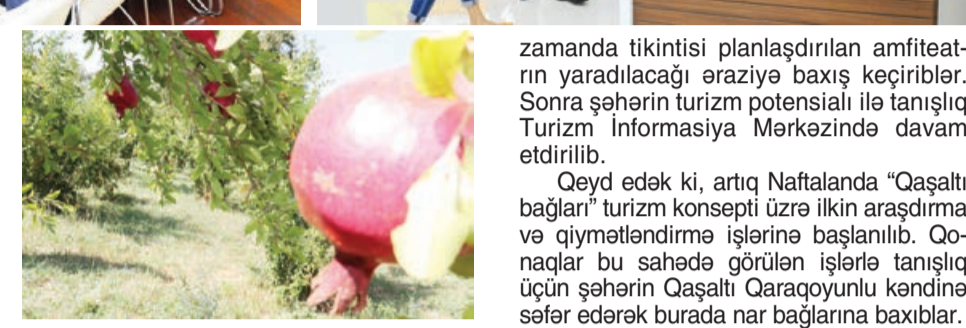 zamanda tikintisi planlaşdırılan amfiteat-
rın yaradılacağı əraziyə baxış keçiriblər.
Sonra şəhərin turizm potensialı ilə tanışlıq
Turizm İnformasiya Mərkəzində davam
etdirilib.
Qeyd edək ki, artıq Naftalanda “Qaşaltı
bağları” turizm konsepti üzrə ilkin araşdırma
və qiymətləndirmə işlərinə başlanılıb. Qo-
naqlar bu sahədə görülən işlərlə tanışlıq
üçün şəhərin Qaşaltı Qaraqoyunlu kəndinə
səfər edərək burada nar bağlarına baxıblar.